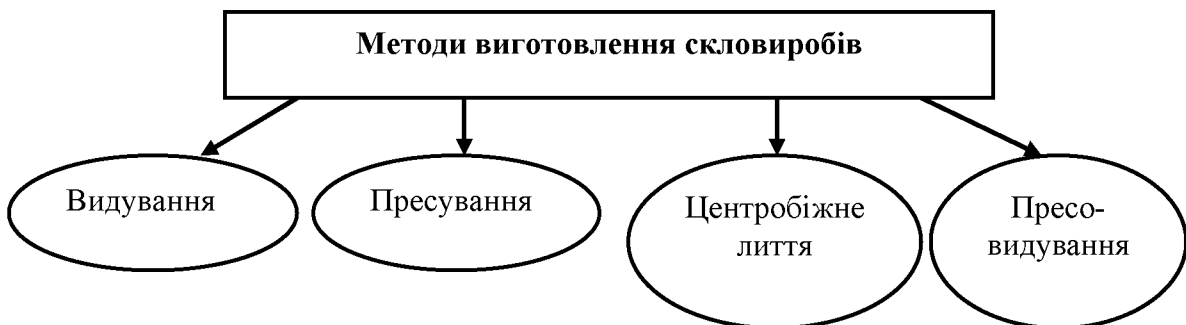 Методи виготовлення скловиробів
Видування
Пресування
Центробіжне
лиття
Пресо-
видування